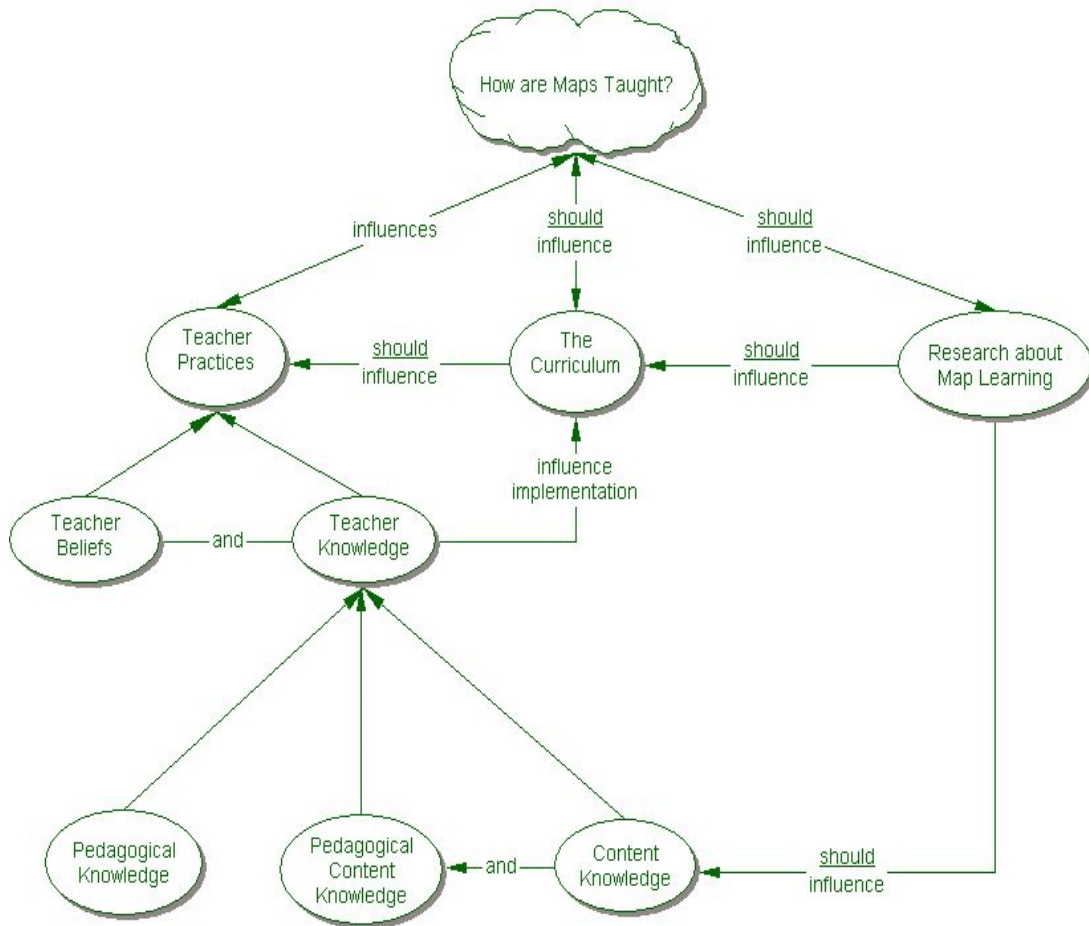 How are Maps Taught?
influences
should
influence
should
influence
Teacher
Practices
should
influence
The
Curriculum
should
influence
Research about
Map Learning
influence
implementation
Teacher
Beliefs
and
Teacher
Knowledge
Pedagogical
Knowledge
Pedagogical
Content
Knowledge
and
Content
Knowledge
should
influence